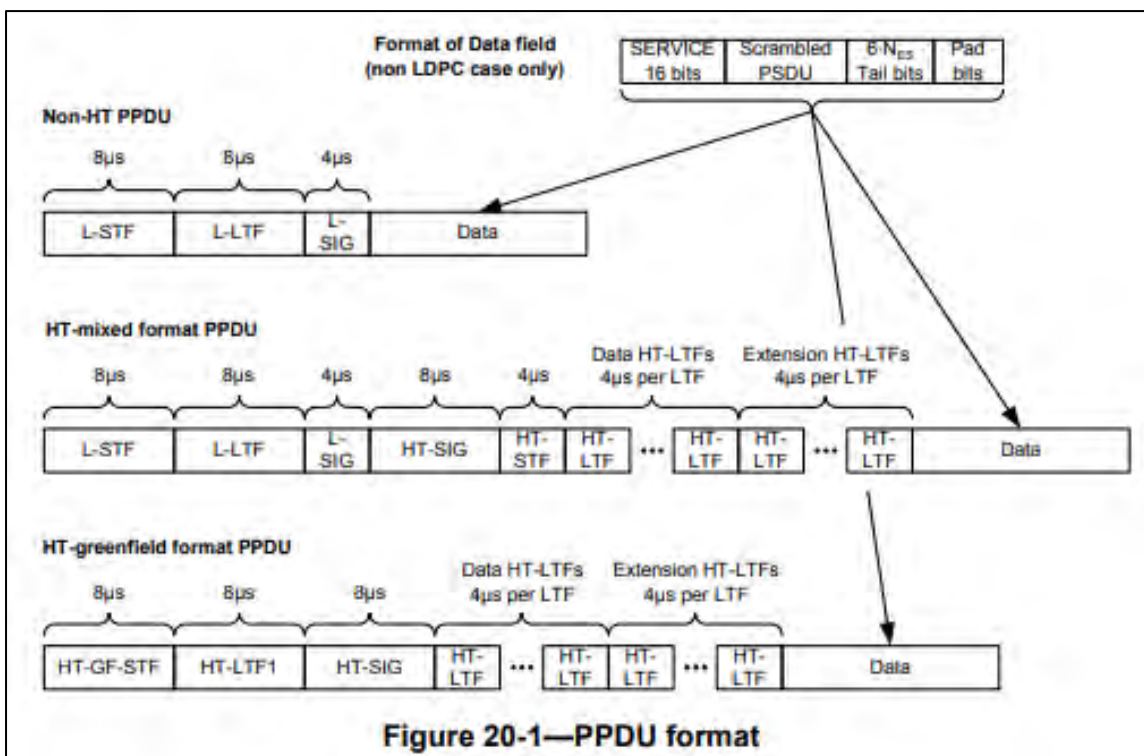 Format of Data field
(non LDPC case only)
SERVICE
16 bits
Scrambled
PSDU
6·N_ES
Tail bits
Pad
bits
Non-HT PPDU
8µs
8µs
4µs
L-STF
L-LTF
L-
SIG
Data
HT-mixed format PPDU
Data HT-LTFs
4µs per LTF
Extension HT-LTFs
4µs per LTF
8µs
8µs
4µs
8µs
4µs
L-STF
L-LTF
L-
SIG
HT-SIG
HT-
STF
HT-
LTF
•••
HT-
LTF
HT-
LTF
•••
HT-
LTF
Data
HT-greenfield format PPDU
Data HT-LTFs
4µs per LTF
Extension HT-LTFs
4µs per LTF
8µs
8µs
8µs
HT-GF-STF
HT-LTF1
HT-SIG
HT-
LTF
•••
HT-
LTF
HT-
LTF
•••
HT-
LTF
Data
Figure 20-1—PPDU format